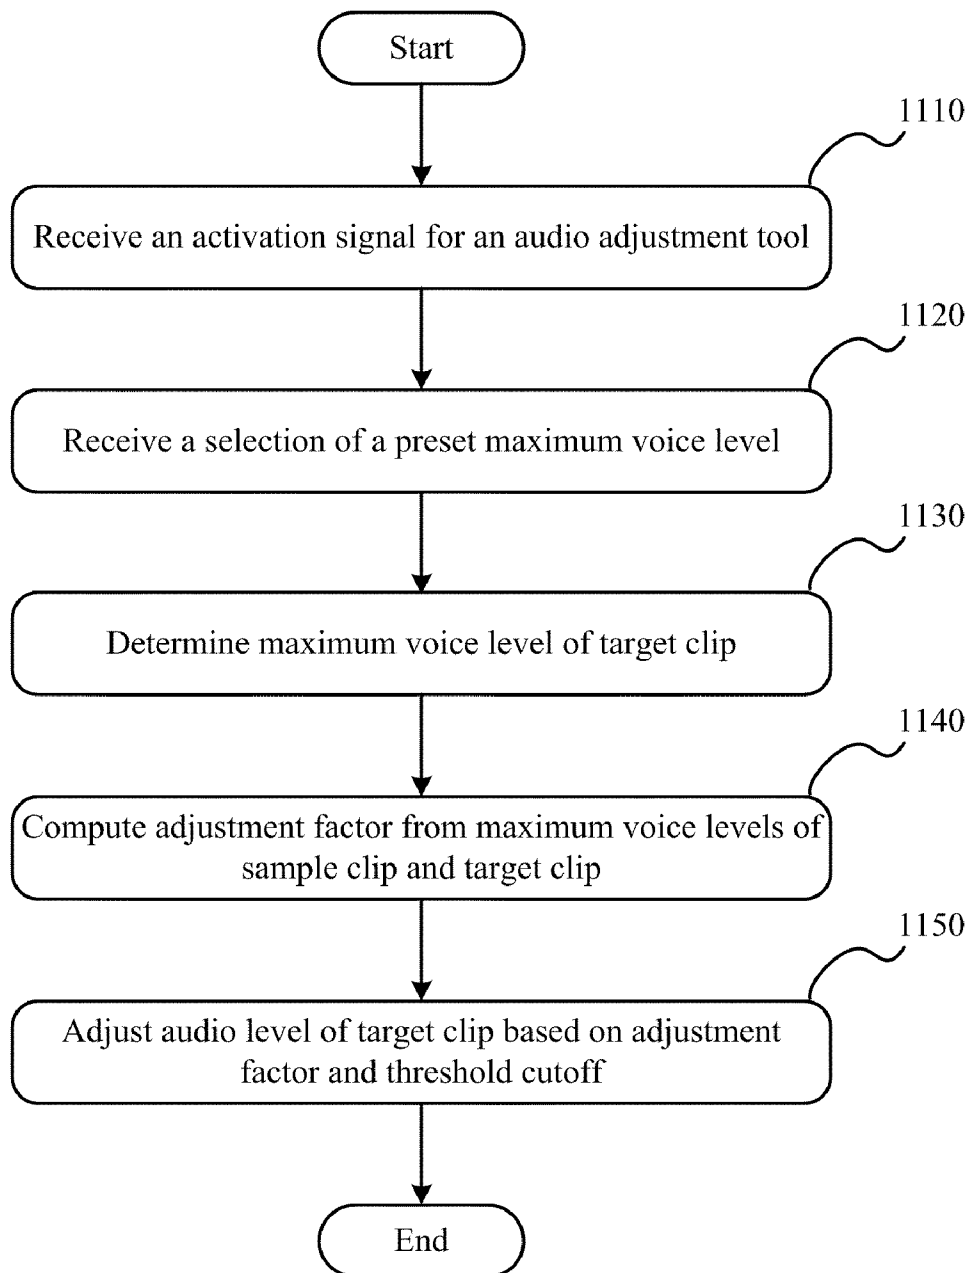 Start
1110
Receive an activation signal for an audio adjustment tool
1120
Receive a selection of a preset maximum voice level
1130
Determine maximum voice level of target clip
1140
Compute adjustment factor from maximum voice levels of
sample clip and target clip
1150
Adjust audio level of target clip based on adjustment
factor and threshold cutoff
End